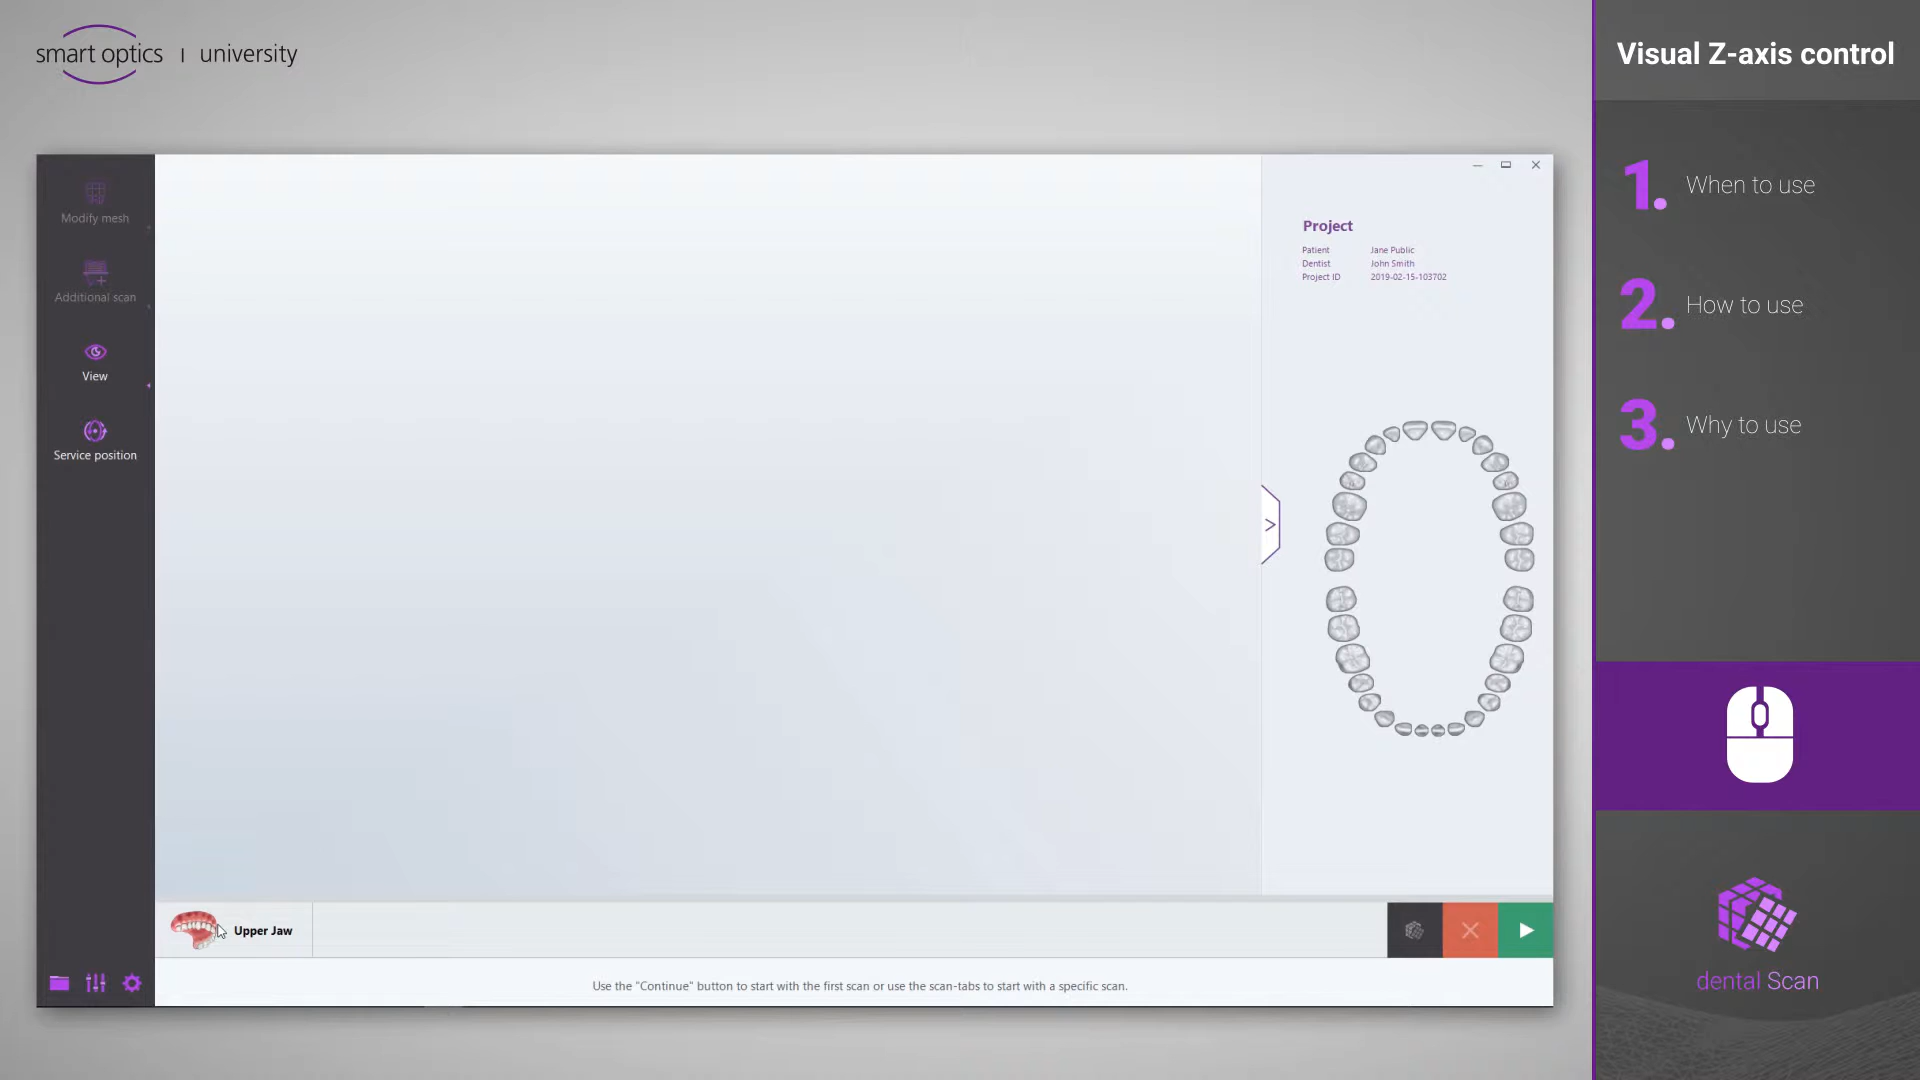 smart optics | university
Visual Z-axis control
1. When to use
2. How to use
3. Why to use
Modify mesh
Additional scan
View
Service position
Project
Patient Jane Public
Dentist John Smith
Project ID 2019-02-15-103702
Upper Jaw
Use the "Continue" button to start with the first scan or use the scan-tabs to start with a specific scan.
dental Scan